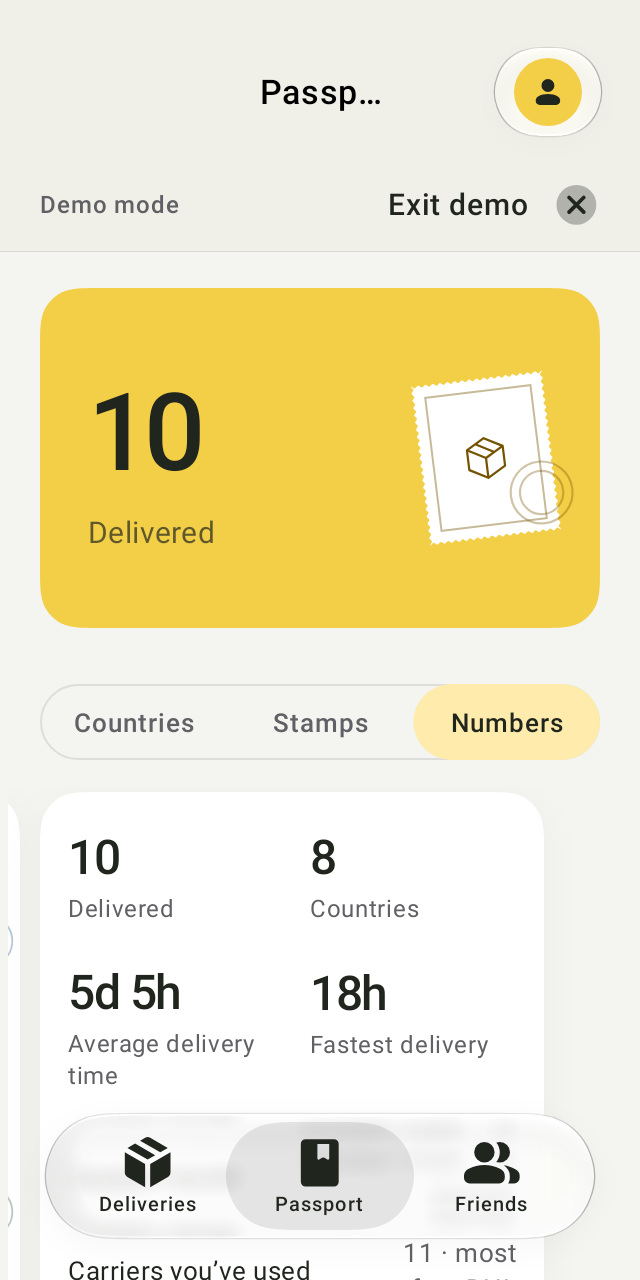 Passp...
Demo mode
Exit demo
10
Delivered
Countries
Stamps
Numbers
10
Delivered
8
Countries
5d 5h
Average delivery
time
18h
Fastest delivery
Deliveries
Passport
Friends
Carriers you’ve used
11 · most